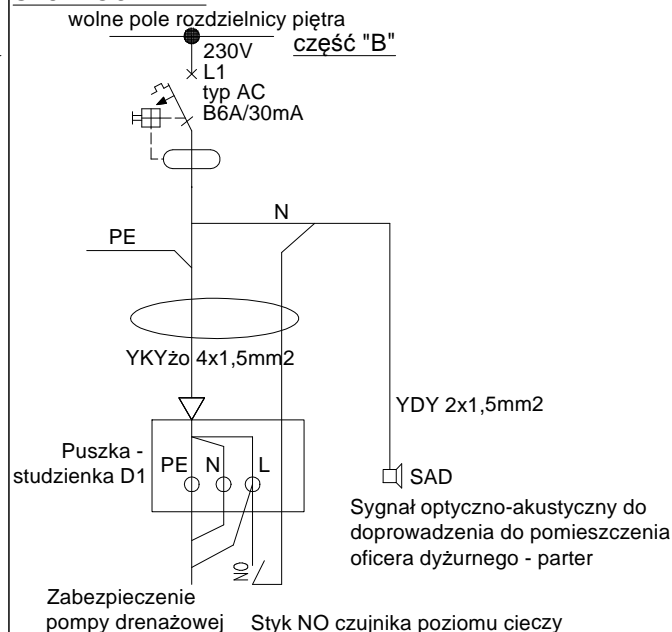 wolne pole rozdzielnicy piętra
część "B"
230V
L1
typ AC
B6A/30mA
N
PE
YKYżo 4x1,5mm2
YDY 2x1,5mm2
Puszka -
studzienka D1
PE N L
SAD
Sygnał optyczno-akustyczny do
doprowadzenia do pomieszczenia
oficera dyżurnego - parter
NO
Zabezpieczenie
pompy drenażowej
Styk NO czujnika poziomu cieczy